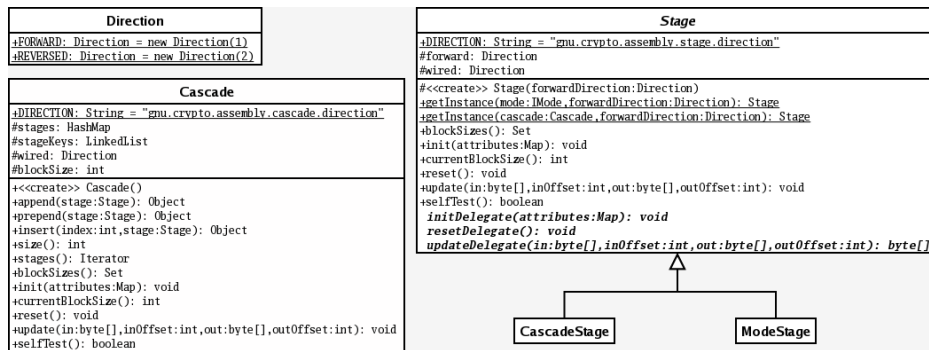 Direction
+FORWARD: Direction = new Direction(1)
+REVERSED: Direction = new Direction(2)
Cascade
+DIRECTION: String = "gnu.crypto.assembly.cascade.direction"
#stages: HashMap
#stageKeys: LinkedList
#wired: Direction
#blockSize: int
+<<create>> Cascade()
+append(stage:Stage): Object
+prepend(stage:Stage): Object
+insert(index:int,stage:Stage): Object
+size(): int
+stages(): Iterator
+blockSizes(): Set
+init(attributes:Map): void
+currentBlockSize(): int
+reset(): void
+update(in:byte[],inOffset:int,out:byte[],outOffset:int): void
+selfTest(): boolean
Stage
+DIRECTION: String = "gnu.crypto.assembly.stage.direction"
#forward: Direction
#wired: Direction
#<<create>> Stage(forwardDirection:Direction)
+getInstance(mode:IMode,forwardDirection:Direction): Stage
+getInstance(cascade:Cascade,forwardDirection:Direction): Stage
+blockSizes(): Set
+init(attributes:Map): void
+currentBlockSize(): int
+reset(): void
+update(in:byte[],inOffset:int,out:byte[],outOffset:int): void
+selfTest(): boolean
initDelegate(attributes:Map): void
resetDelegate(): void
updateDelegate(in:byte[],inOffset:int,out:byte[],outOffset:int): byte[]
CascadeStage
ModeStage